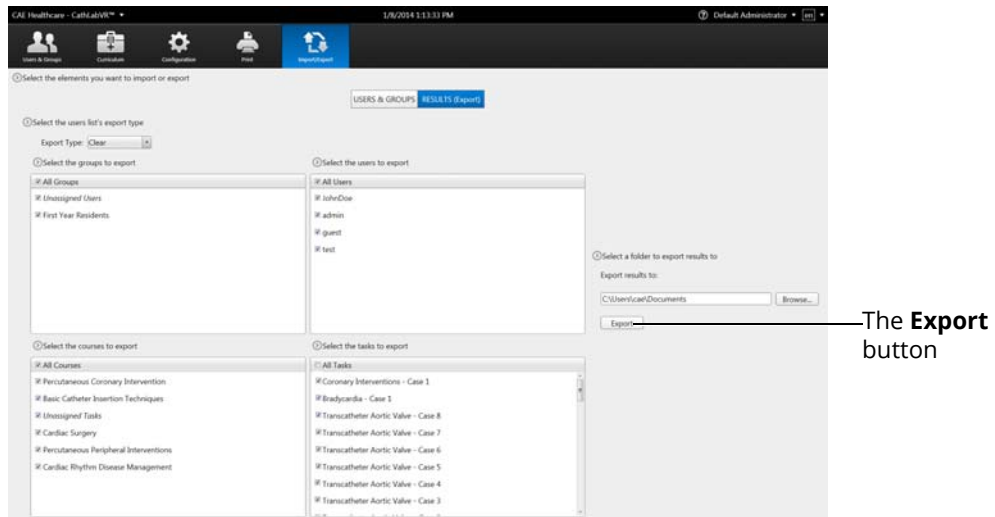 CAE Healthcare - CathLabVR™
1/8/2014 1:13:33 PM
Default Administrator
en
Users & Groups
Curriculum
Configuration
Print
Import/Export
Select the elements you want to import or export
USERS & GROUPS
RESULTS (Export)
Select the users list's export type
Export Type: Clear
Select the groups to export
All Groups
Unassigned Users
First Year Residents
Select the users to export
All Users
JohnDoe
admin
guest
test
Select a folder to export results to
Export results to:
C:\Users\cae\Documents
Browse...
Export
The Export
button
Select the courses to export
All Courses
Percutaneous Coronary Intervention
Basic Catheter Insertion Techniques
Unassigned Tasks
Cardiac Surgery
Percutaneous Peripheral Interventions
Cardiac Rhythm Disease Management
Select the tasks to export
All Tasks
Coronary Interventions - Case 1
Bradycardia - Case 1
Transcatheter Aortic Valve - Case 8
Transcatheter Aortic Valve - Case 7
Transcatheter Aortic Valve - Case 6
Transcatheter Aortic Valve - Case 5
Transcatheter Aortic Valve - Case 4
Transcatheter Aortic Valve - Case 3